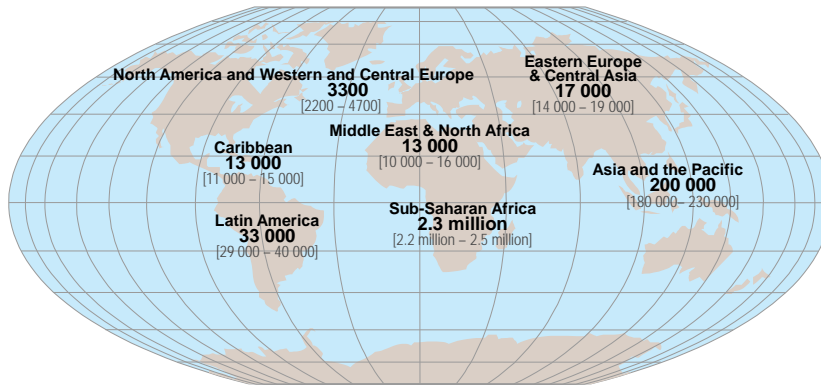 North America and Western and Central Europe
3300
[2200 – 4700]
Eastern Europe
& Central Asia
17 000
[14 000 – 19 000]
Middle East & North Africa
13 000
[10 000 – 16 000]
Caribbean
13 000
[11 000 – 15 000]
Asia and the Pacific
200 000
[180 000– 230 000]
Sub-Saharan Africa
2.3 million
[2.2 million – 2.5 million]
Latin America
33 000
[29 000 – 40 000]